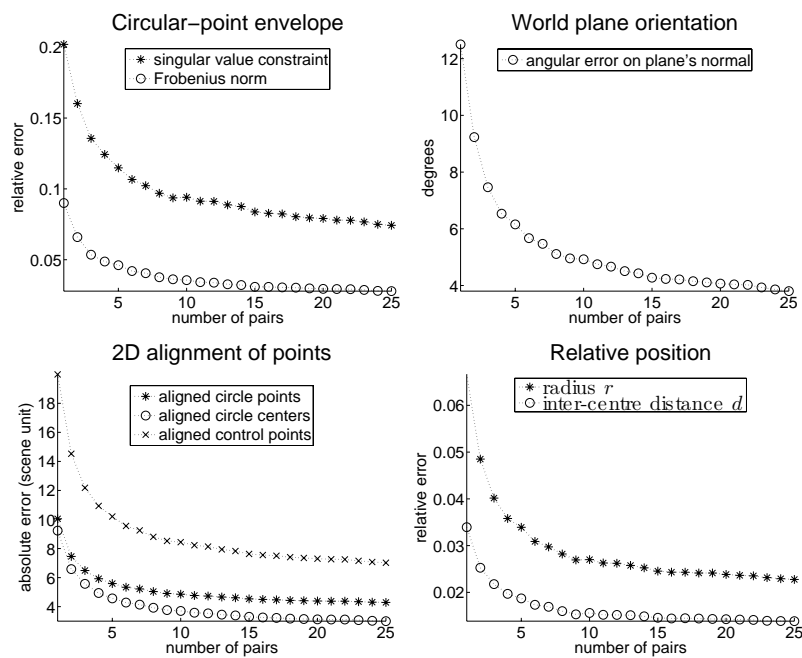 Circular-point envelope
0.2
0.15
0.1
0.05
relative error
singular value constraint
Frobenius norm
5 10 15 20 25
number of pairs
World plane orientation
12
10
8
6
4
degrees
angular error on plane's normal
5 10 15 20 25
number of pairs
2D alignment of points
18
16
14
12
10
8
6
4
absolute error (scene unit)
aligned circle points
aligned circle centers
aligned control points
5 10 15 20 25
number of pairs
Relative position
0.06
0.05
0.04
0.03
0.02
relative error
radius r
inter-centre distance d
5 10 15 20 25
number of pairs